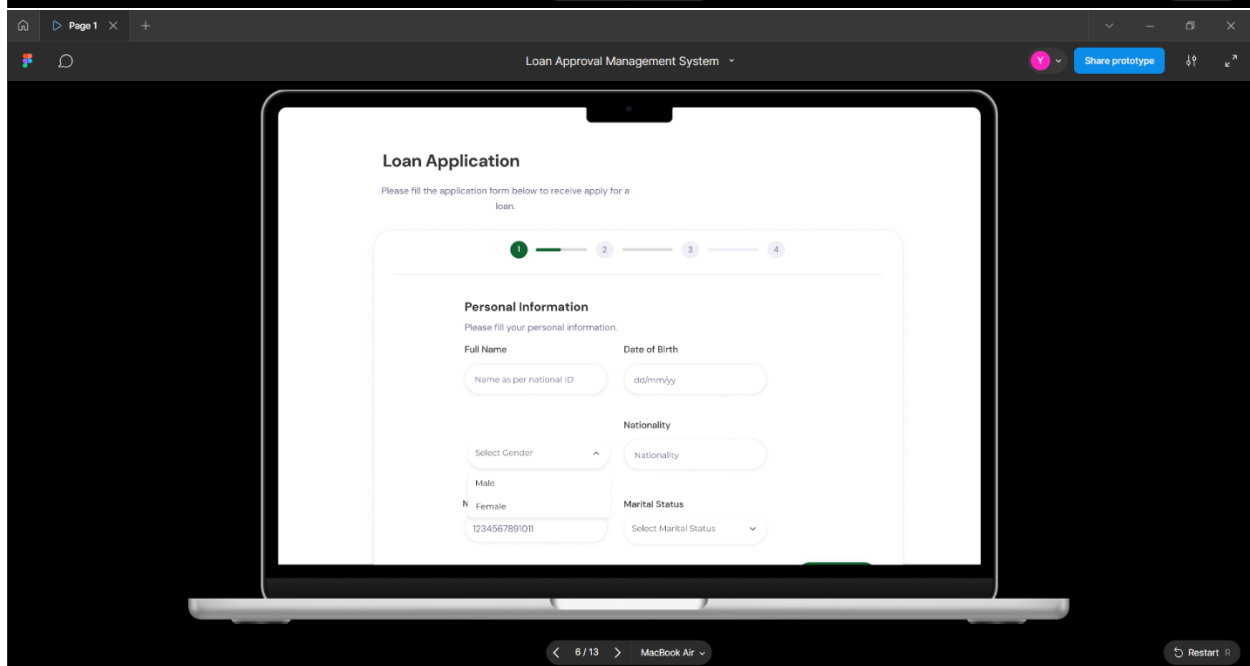 Page 1
Loan Approval Management System
Y
Share prototype
Loan Application
Please fill the application form below to receive apply for a
loan.
1 2 3 4
Personal Information
Please fill your personal information.
Full Name Date of Birth
Name as per national ID dd/mm/yy
Nationality
Select Gender Nationality
Male
N Female Marital Status
1234567891011 Select Marital Status
6 / 13 MacBook Air Restart R